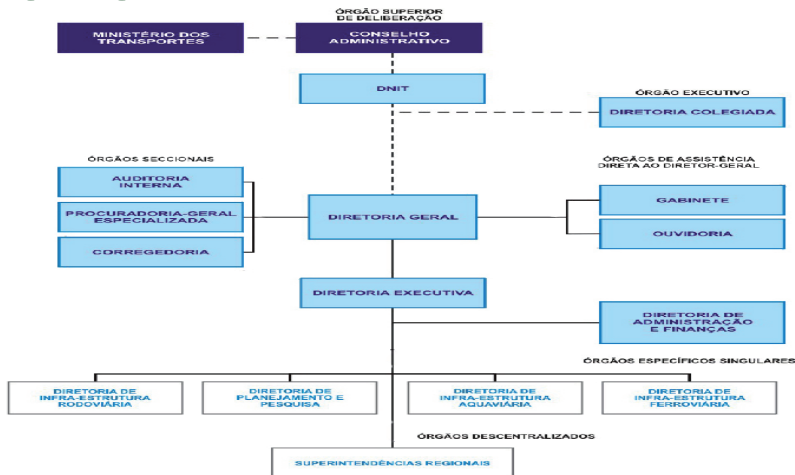 ÓRGÃO SUPERIOR
DE DELIBERAÇÃO
MINISTÉRIO DOS
TRANSPORTES
CONSELHO
ADMINISTRATIVO
DNIT
ÓRGÃO EXECUTIVO
DIRETORIA COLEGIADA
ÓRGÃOS SECCIONAIS
ÓRGÃOS DE ASSISTÊNCIA
DIRETA AO DIRETOR-GERAL
AUDITORIA
INTERNA
PROCURADORIA-GERAL
ESPECIALIZADA
CORREGEDORIA
DIRETORIA GERAL
GABINETE
OUVIDORIA
DIRETORIA EXECUTIVA
DIRETORIA DE
ADMINISTRAÇÃO
E FINANÇAS
ÓRGÃOS ESPECÍFICOS SINGULARES
DIRETORIA DE
INFRA-ESTRUTURA
RODOVIÁRIA
DIRETORIA DE
PLANEJAMENTO E
PESQUISA
DIRETORIA DE
INFRA-ESTRUTURA
AQUAVIÁRIA
DIRETORIA DE
INFRA-ESTRUTURA
FERROVIÁRIA
ÓRGÃOS DESCENTRALIZADOS
SUPERINTENDÊNCIAS REGIONAIS